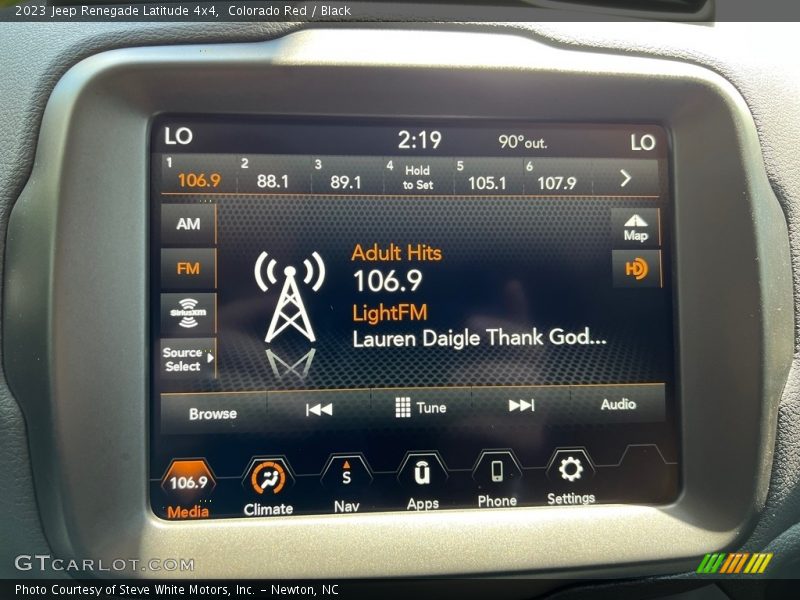 2023 Jeep Renegade Latitude 4x4, Colorado Red / Black
LO 2:19 90°out. LO
1 106.9 2 88.1 3 89.1 4 Hold to Set 5 105.1 6 107.9
AM
FM
SiriusXM
Source Select
Map
HD
Adult Hits
106.9
LightFM
Lauren Daigle Thank God...
Browse Tune Audio
106.9 S
Media Climate Nav Apps Phone Settings
GTCARLOT.COM
Photo Courtesy of Steve White Motors, Inc. – Newton, NC